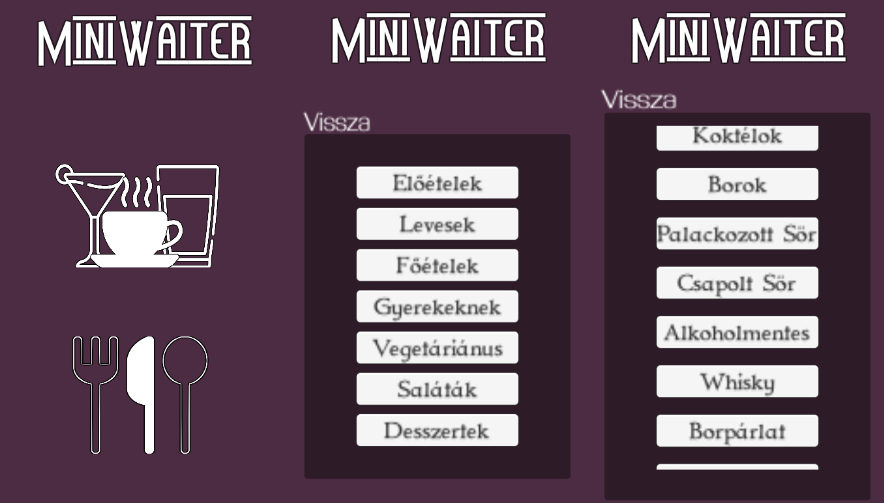 MINIWAITER
MINIWAITER
Vissza
Előételek
Levesek
Főételek
Gyerekeknek
Vegetáriánus
Saláták
Desszertek
MINIWAITER
Vissza
Koktélok
Borok
Palackozott Sör
Csapolt Sör
Alkoholmentes
Whisky
Borpárlat